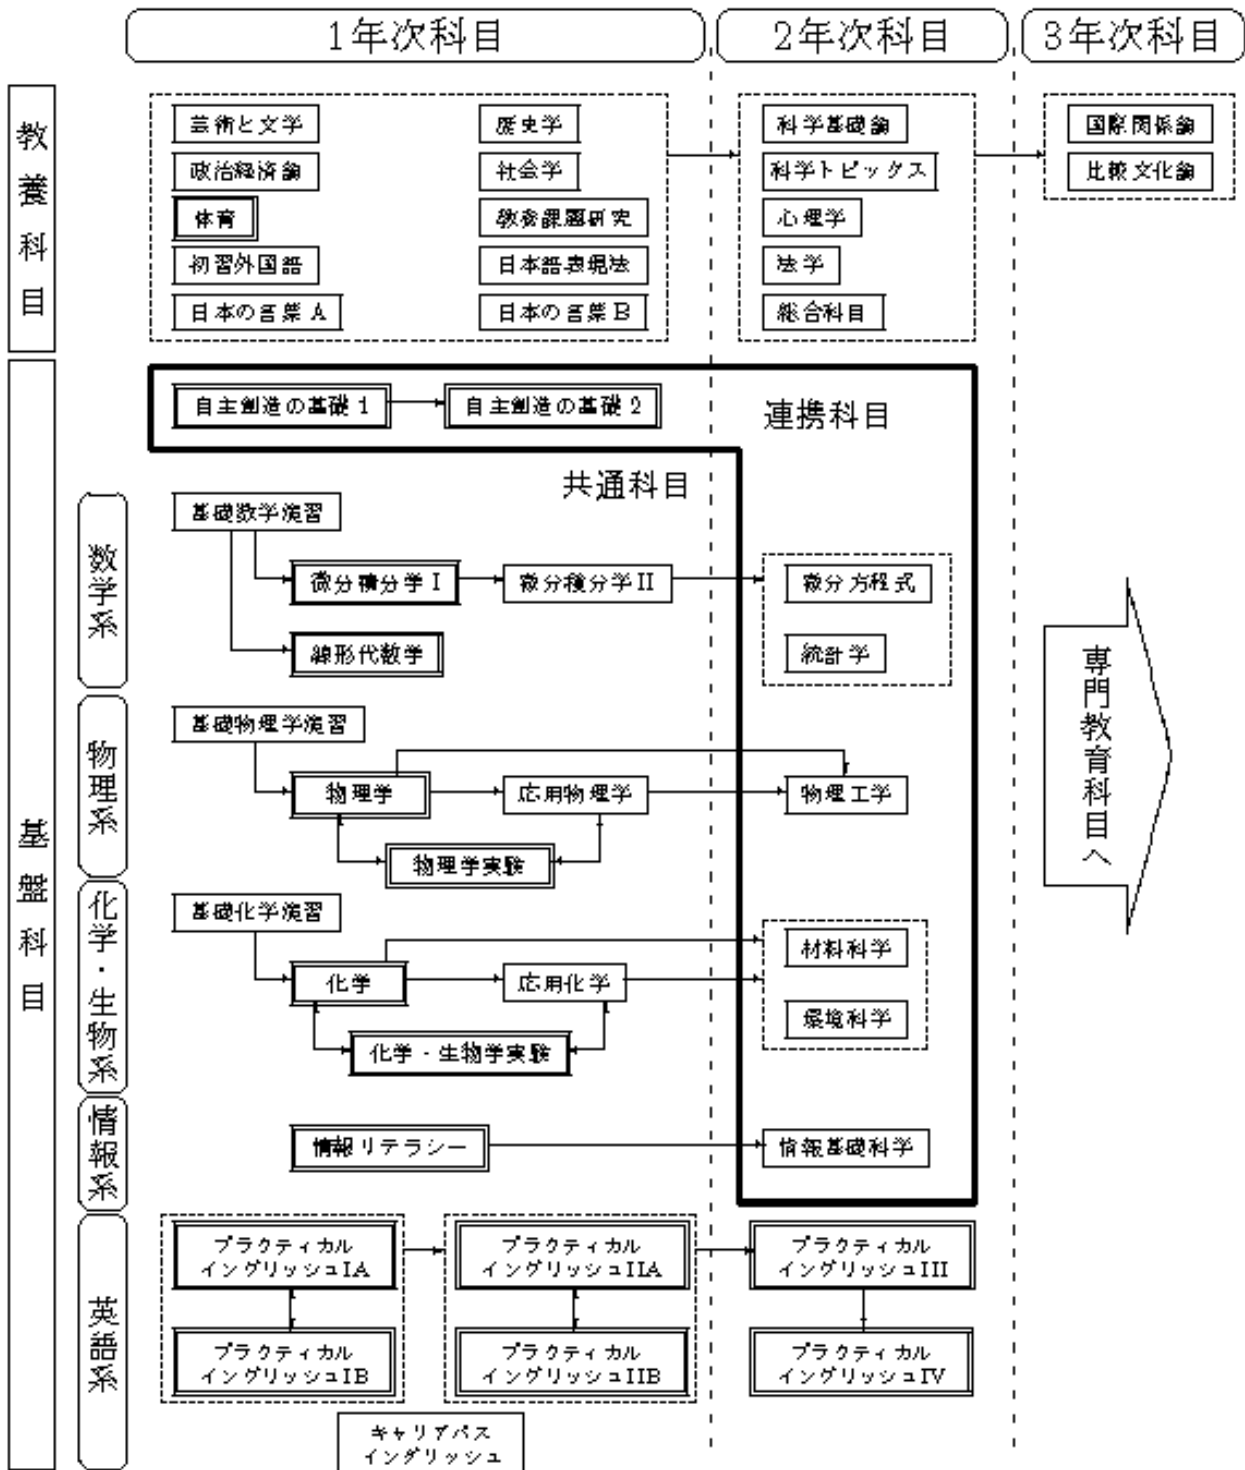 1年次科目
2年次科目
3年次科目
教養科目
芸術と文学
歴史学
科学基礎論
国際関係論
政治経済論
社会学
科学トピックス
比較文化論
体育
教養課題研究
心理学
初習外国語
日本語表現法
法学
日本の言葉A
日本の言葉B
総合科目
基盤科目
自主創造の基礎1
自主創造の基礎2
連携科目
共通科目
数学系
基礎数学演習
微分積分学I
微分積分学II
微分方程式
線形代数学
統計学
専門教育科目へ
物理系
基礎物理学演習
物理学
応用物理学
物理工学
物理学実験
化学・生物系
基礎化学演習
材料科学
化学
応用化学
環境科学
化学・生物学実験
情報系
情報リテラシー
情報基礎科学
英語系
プラクティカル
イングリッシュIA
プラクティカル
イングリッシュIIA
プラクティカル
イングリッシュIII
プラクティカル
イングリッシュIB
プラクティカル
イングリッシュIIB
プラクティカル
イングリッシュIV
キャリアパス
イングリッシュ